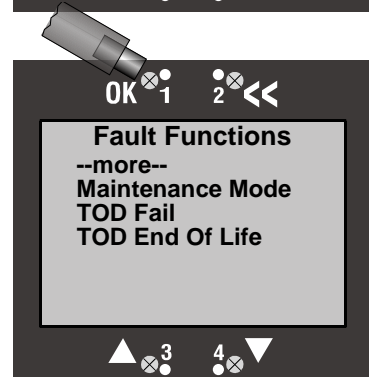 OK 1 2 <<
Fault Functions
--more--
Maintenance Mode
TOD Fail
TOD End Of Life
3 4